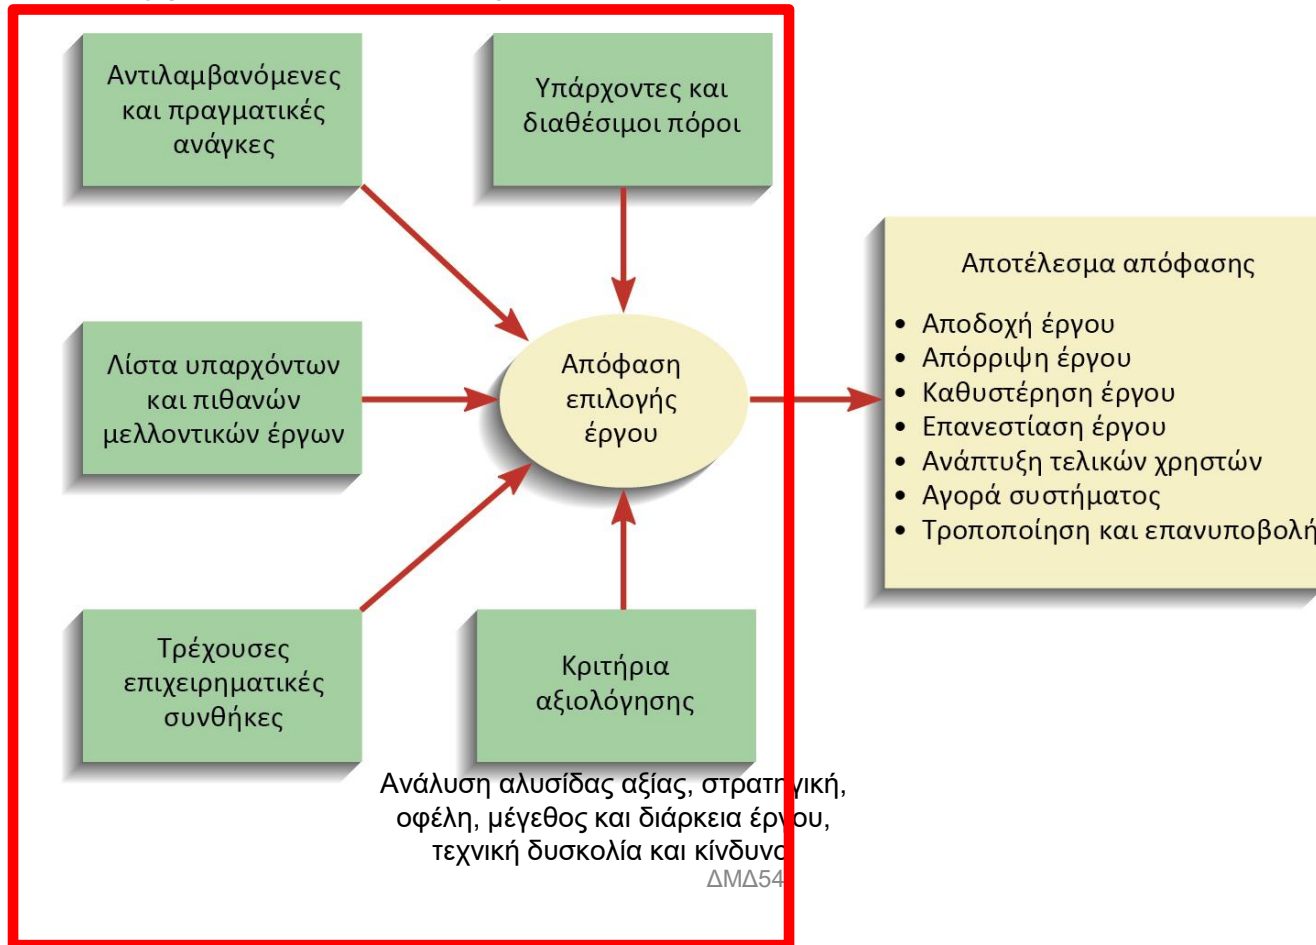 Αντιλαμβανόμενες
και πραγματικές
ανάγκες
Υπάρχοντες και
διαθέσιμοι πόροι
Λίστα υπαρχόντων
και πιθανών
μελλοντικών έργων
Απόφαση
επιλογής
έργου
Αποτέλεσμα απόφασης
• Αποδοχή έργου
• Απόρριψη έργου
• Καθυστέρηση έργου
• Επανεστίαση έργου
• Ανάπτυξη τελικών χρηστών
• Αγορά συστήματος
• Τροποποίηση και επανυποβολή
Τρέχουσες
επιχειρηματικές
συνθήκες
Κριτήρια
αξιολόγησης
Ανάλυση αλυσίδας αξίας, στρατηγική,
οφέλη, μέγεθος και διάρκεια έργου,
τεχνική δυσκολία και κίνδυνο
ΔΜΔ54